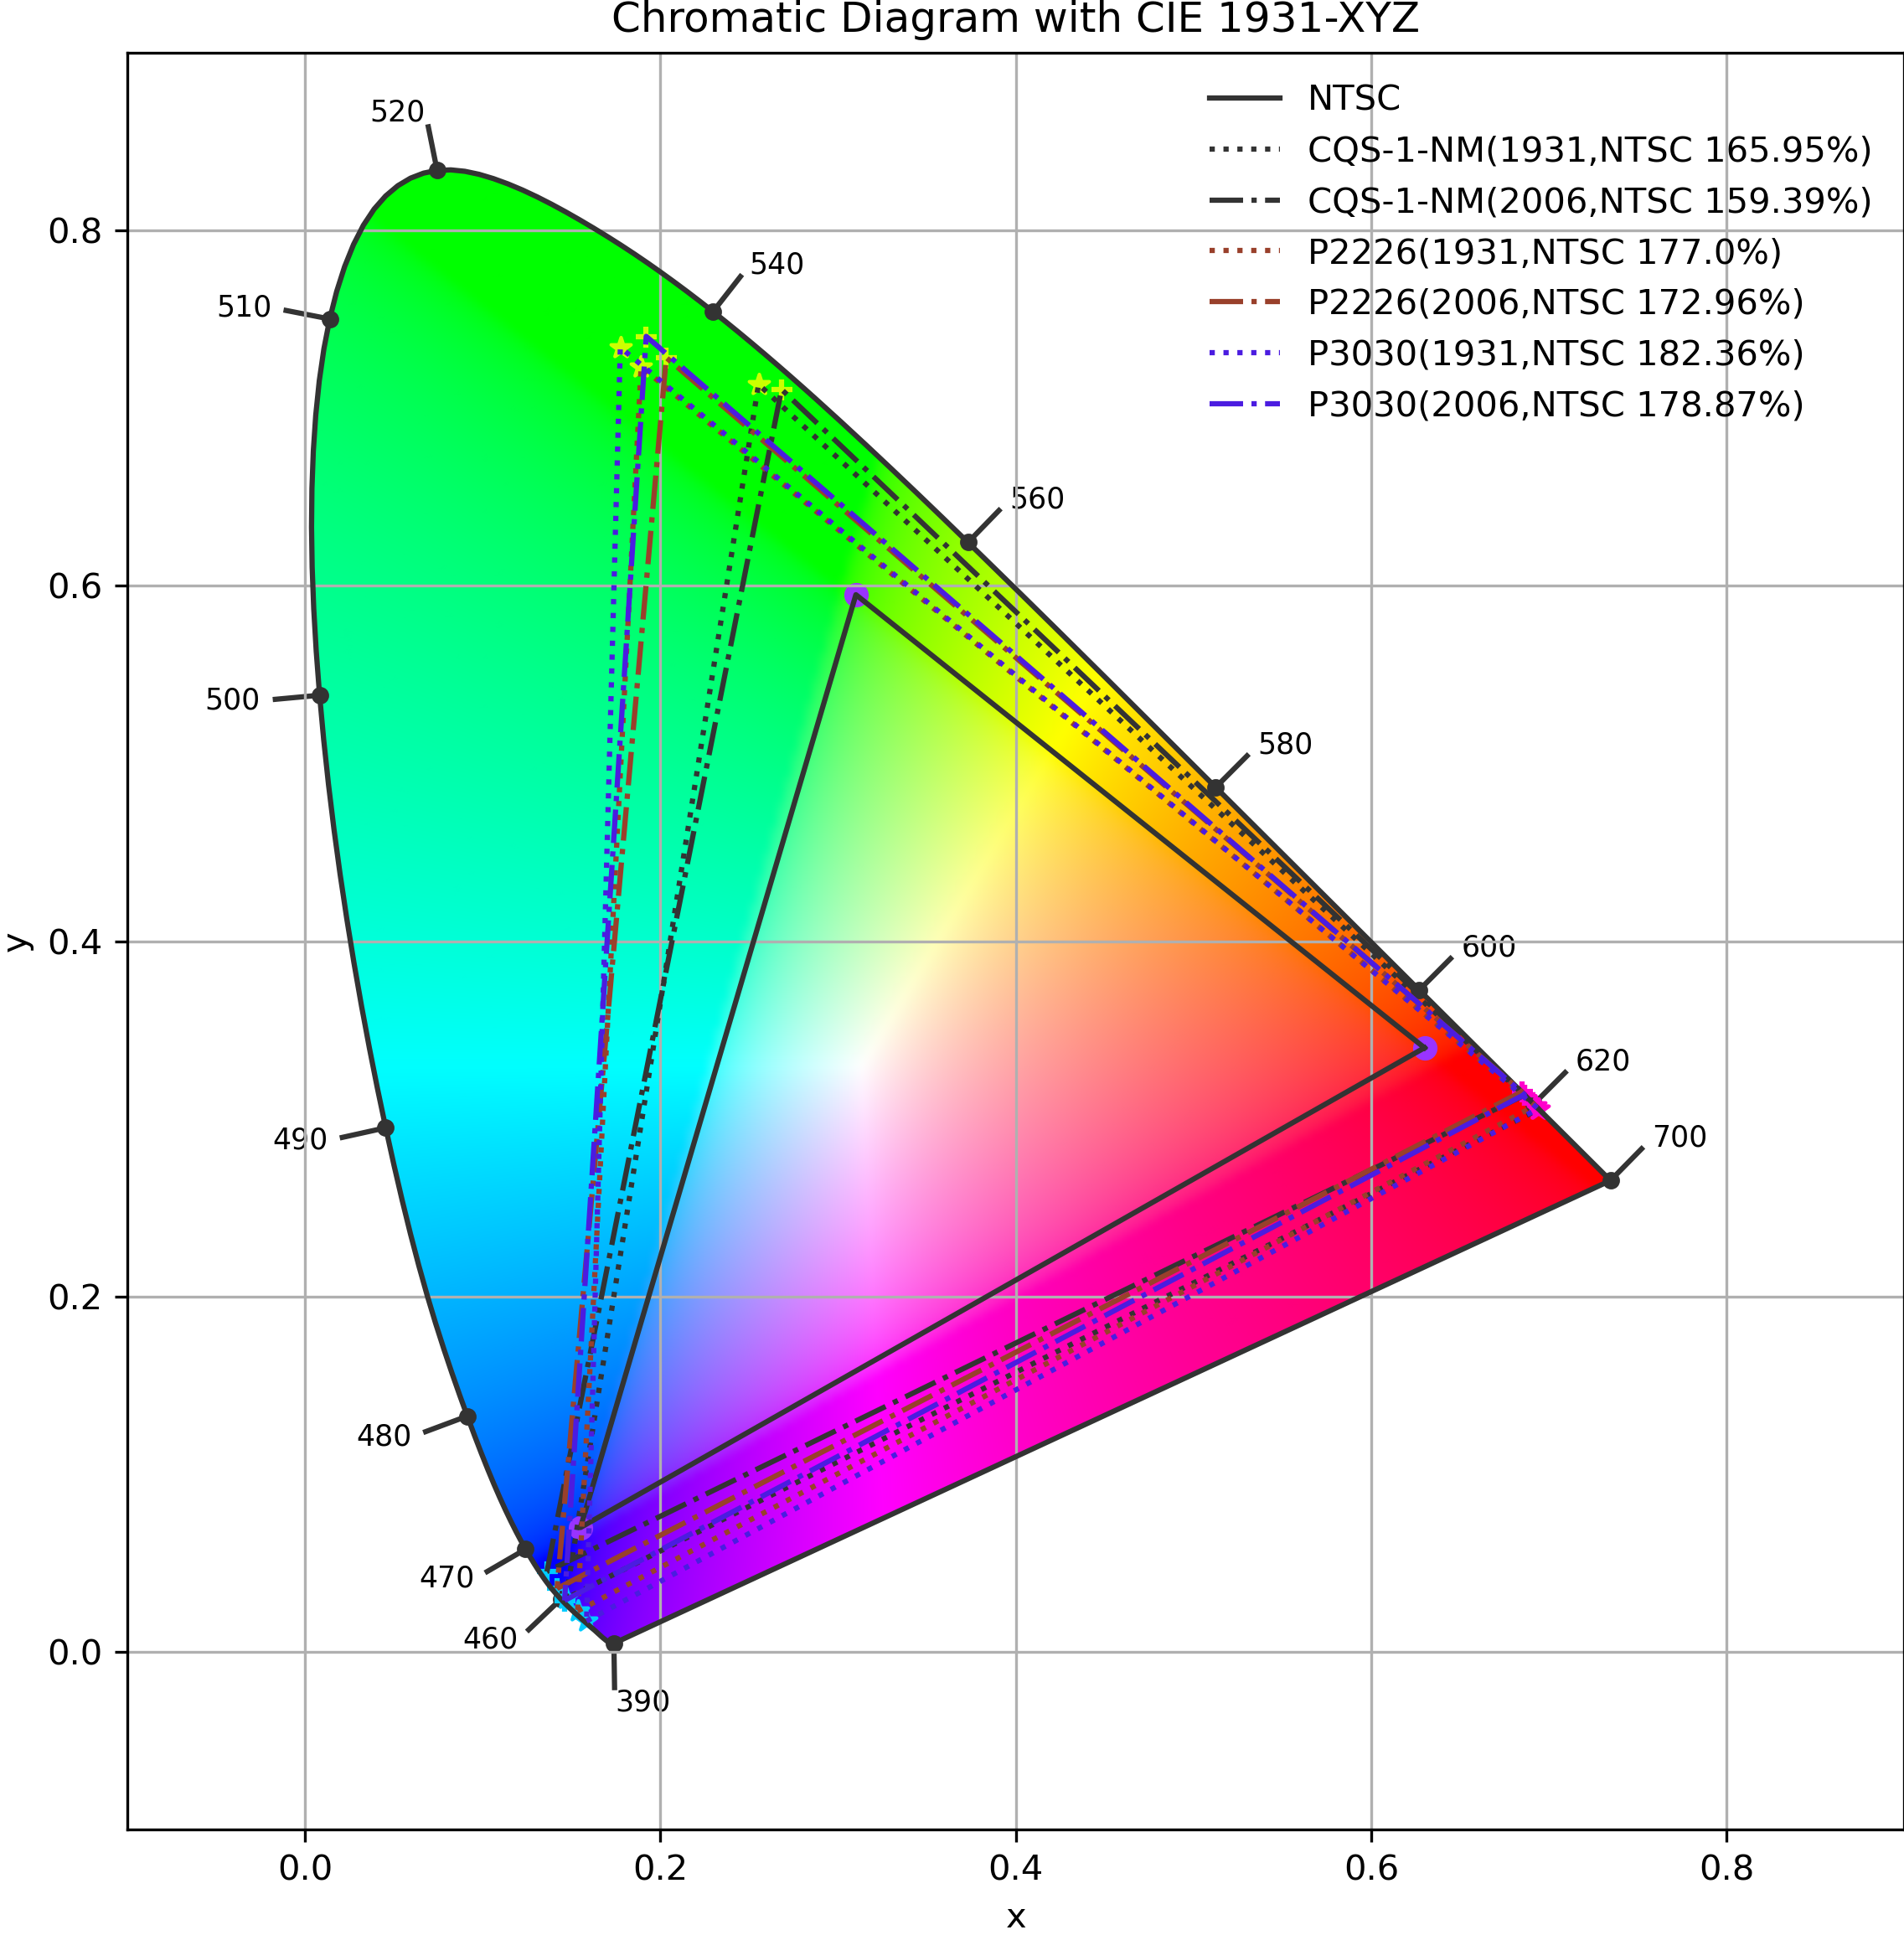 Chromatic Diagram with CIE 1931-XYZ
NTSC
CQS-1-NM(1931,NTSC 165.95%)
CQS-1-NM(2006,NTSC 159.39%)
P2226(1931,NTSC 177.0%)
P2226(2006,NTSC 172.96%)
P3030(1931,NTSC 182.36%)
P3030(2006,NTSC 178.87%)
520
540
510
560
500
580
600
620
490
700
480
470
460
390
0.8
0.6
0.4
0.2
0.0
y
0.0 0.2 0.4 0.6 0.8
x